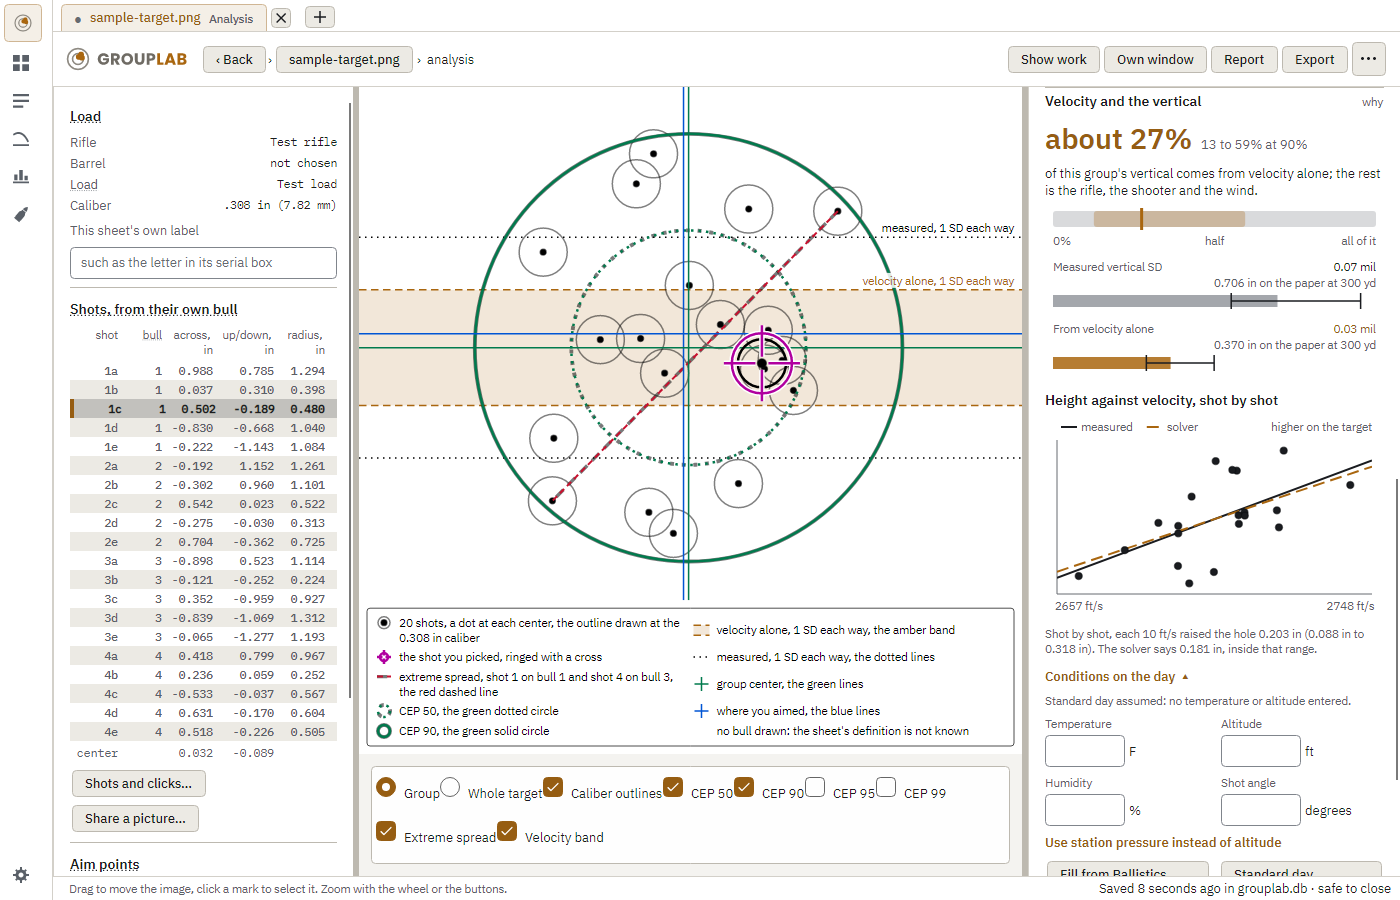 sample-target.png Analysis
GROUPLAB
‹ Back › sample-target.png › analysis
Show work Own window Report Export
Load
Rifle Test rifle
Barrel not chosen
Load Test load
Caliber .308 in (7.82 mm)
This sheet's own label
such as the letter in its serial box
Shots, from their own bull
shot bull across, in up/down, in radius, in
1a 1 0.988 0.785 1.294
1b 1 0.037 0.310 0.398
1c 1 0.502 -0.189 0.480
1d 1 -0.830 -0.668 1.040
1e 1 -0.222 -1.143 1.084
2a 2 -0.192 1.152 1.261
2b 2 -0.302 0.960 1.101
2c 2 0.542 0.023 0.522
2d 2 -0.275 -0.030 0.313
2e 2 0.704 -0.362 0.725
3a 3 -0.898 0.523 1.114
3b 3 -0.121 -0.252 0.224
3c 3 0.352 -0.959 0.927
3d 3 -0.839 -1.069 1.312
3e 3 -0.065 -1.277 1.193
4a 4 0.418 0.799 0.967
4b 4 0.236 0.059 0.252
4c 4 -0.533 -0.037 0.567
4d 4 0.631 -0.170 0.604
4e 4 0.518 -0.226 0.505
center 0.032 -0.089
Shots and clicks...
Share a picture...
Aim points
measured, 1 SD each way
velocity alone, 1 SD each way
20 shots, a dot at each center, the outline drawn at the
0.308 in caliber
the shot you picked, ringed with a cross
extreme spread, shot 1 on bull 1 and shot 4 on bull 3,
the red dashed line
CEP 50, the green dotted circle
CEP 90, the green solid circle
velocity alone, 1 SD each way, the amber band
measured, 1 SD each way, the dotted lines
group center, the green lines
where you aimed, the blue lines
no bull drawn: the sheet's definition is not known
Group Whole target Caliber outlines CEP 50 CEP 90 CEP 95 CEP 99
Extreme spread Velocity band
Velocity and the vertical why
about 27% 13 to 59% at 90%
of this group's vertical comes from velocity alone; the rest
is the rifle, the shooter and the wind.
0% half all of it
Measured vertical SD 0.07 mil
0.706 in on the paper at 300 yd
From velocity alone 0.03 mil
0.370 in on the paper at 300 yd
Height against velocity, shot by shot
measured solver higher on the target
2657 ft/s 2748 ft/s
Shot by shot, each 10 ft/s raised the hole 0.203 in (0.088 in to
0.318 in). The solver says 0.181 in, inside that range.
Conditions on the day ▲
Standard day assumed: no temperature or altitude entered.
Temperature Altitude
F ft
Humidity Shot angle
% degrees
Use station pressure instead of altitude
Fill from Ballistics Standard day
Drag to move the image, click a mark to select it. Zoom with the wheel or the buttons.
Saved 8 seconds ago in grouplab.db · safe to close